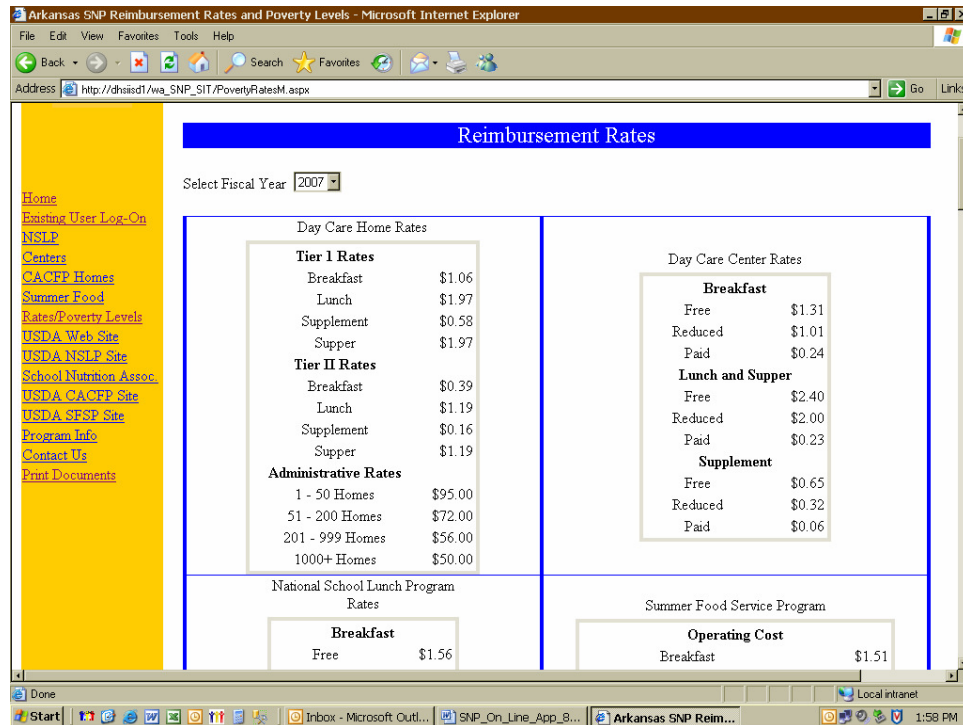 Arkansas SNP Reimbursement Rates and Poverty Levels - Microsoft Internet Explorer
File Edit View Favorites Tools Help
Back Search Favorites
Address http://dhsiisd1/wa_SNP_SIT/PovertyRatesM.aspx Go Links
Home
Existing User Log-On
NSLP
Centers
CACFP Homes
Summer Food
Rates/Poverty Levels
USDA Web Site
USDA NSLP Site
School Nutrition Assoc.
USDA CACFP Site
USDA SFSP Site
Program Info
Contact Us
Print Documents
Reimbursement Rates
Select Fiscal Year 2007
Day Care Home Rates
Tier 1 Rates
Breakfast $1.06
Lunch $1.97
Supplement $0.58
Supper $1.97
Tier II Rates
Breakfast $0.39
Lunch $1.19
Supplement $0.16
Supper $1.19
Administrative Rates
1 - 50 Homes $95.00
51 - 200 Homes $72.00
201 - 999 Homes $56.00
1000+ Homes $50.00
Day Care Center Rates
Breakfast
Free $1.31
Reduced $1.01
Paid $0.24
Lunch and Supper
Free $2.40
Reduced $2.00
Paid $0.23
Supplement
Free $0.65
Reduced $0.32
Paid $0.06
National School Lunch Program
Rates
Breakfast
Free $1.56
Summer Food Service Program
Operating Cost
Breakfast $1.51
Done Local intranet
Start Inbox - Microsoft Outl... SNP_On_Line_App_8... Arkansas SNP Reim... 1:58 PM